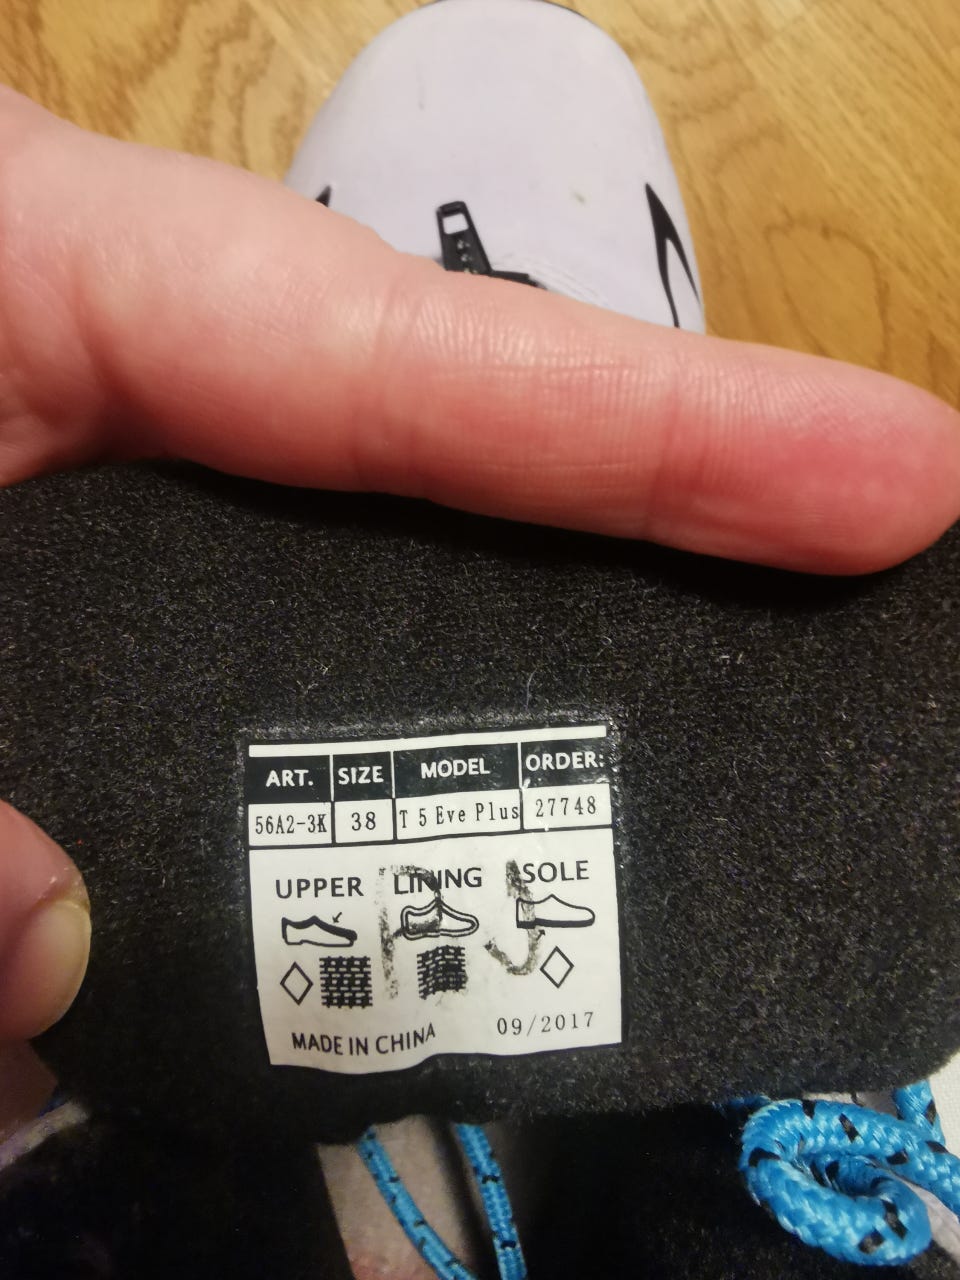 ART. SIZE MODEL ORDER:
56A2-3K 38 T 5 Eve Plus 27748
UPPER LINING SOLE
MADE IN CHINA 09/2017